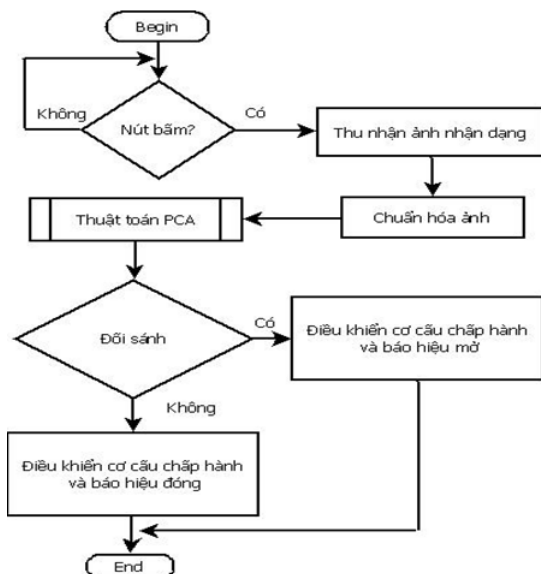 Begin
Không
Nút bấm?
Có
Thu nhận ảnh nhận dạng
Thuật toán PCA
Chuẩn hóa ảnh
Đối sánh
Có
Điều khiển cơ cấu chấp hành
và báo hiệu mở
Không
Điều khiển cơ cấu chấp hành
và báo hiệu đóng
End